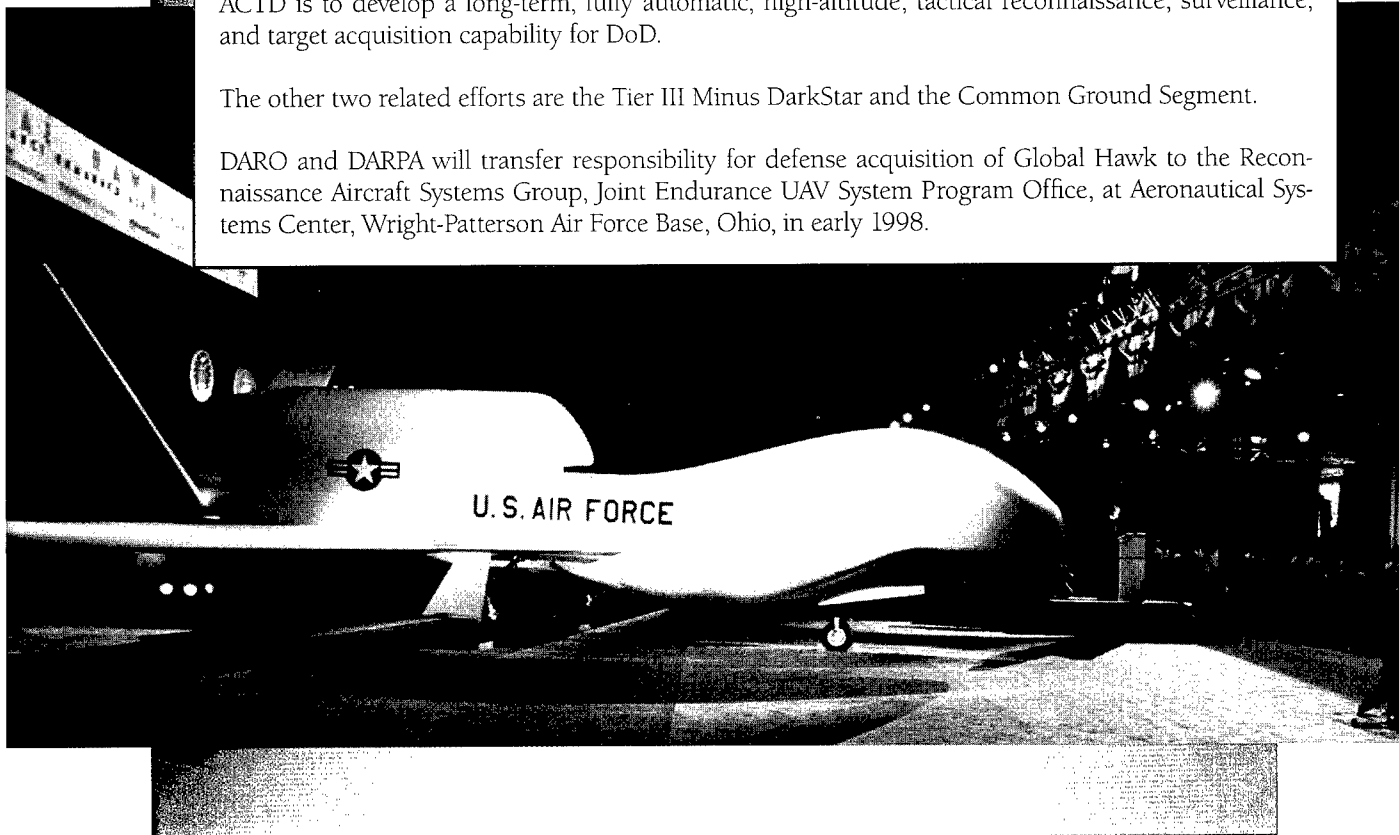 ACTD is to develop a long-term, fully automatic, high-altitude, tactical reconnaissance, surveillance,
and target acquisition capability for DoD.
The other two related efforts are the Tier III Minus DarkStar and the Common Ground Segment.
DARO and DARPA will transfer responsibility for defense acquisition of Global Hawk to the Recon-
naissance Aircraft Systems Group, Joint Endurance UAV System Program Office, at Aeronautical Sys-
tems Center, Wright-Patterson Air Force Base, Ohio, in early 1998.
U.S. AIR FORCE